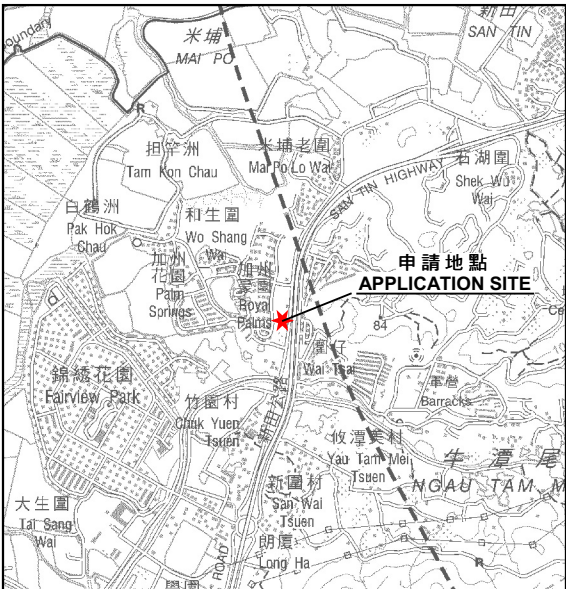 米埔
MAI PO
新田
SAN TIN
Boundary
R
担竿洲
Tam Kon Chau
米埔老圍
Mai Po Lo Wai
石湖圍
Shek Wu
Wai
SAN TIN HIGHWAY
白鶴洲
Pak Hok
Chau
和生圍
Wo Shang
Wai
加州
花園
Palm
Springs
加州
豪園
Royal
Palms
申請地點
APPLICATION SITE
84
Wai Tsai
錦綉花園
Fairview Park
竹園村
Chuk Yuen
Tsuen
新田公路
軍營
Barracks
攸潭美村
Yau Tam Mei
Tsuen
牛潭尾
NGAU TAM M
新圍村
San Wai
Tsuen
大生圍
Tai Sang
Wai
朗廈
Long Ha
ROAD
R